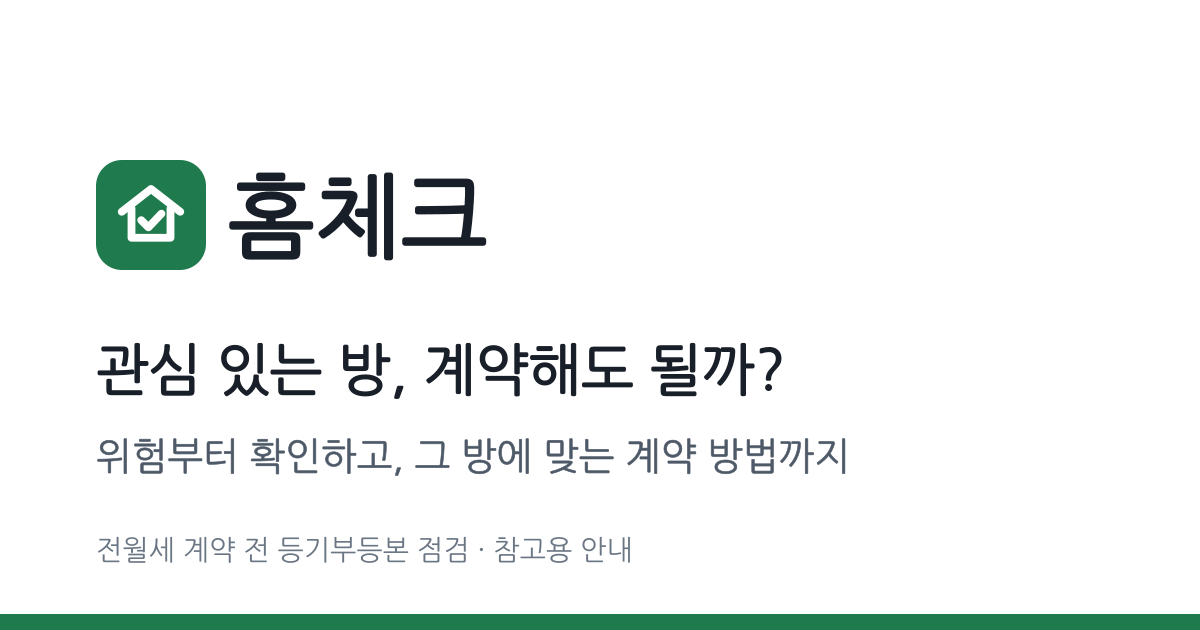 홈체크
관심 있는 방, 계약해도 될까?
위험부터 확인하고, 그 방에 맞는 계약 방법까지
전월세 계약 전 등기부등본 점검 · 참고용 안내